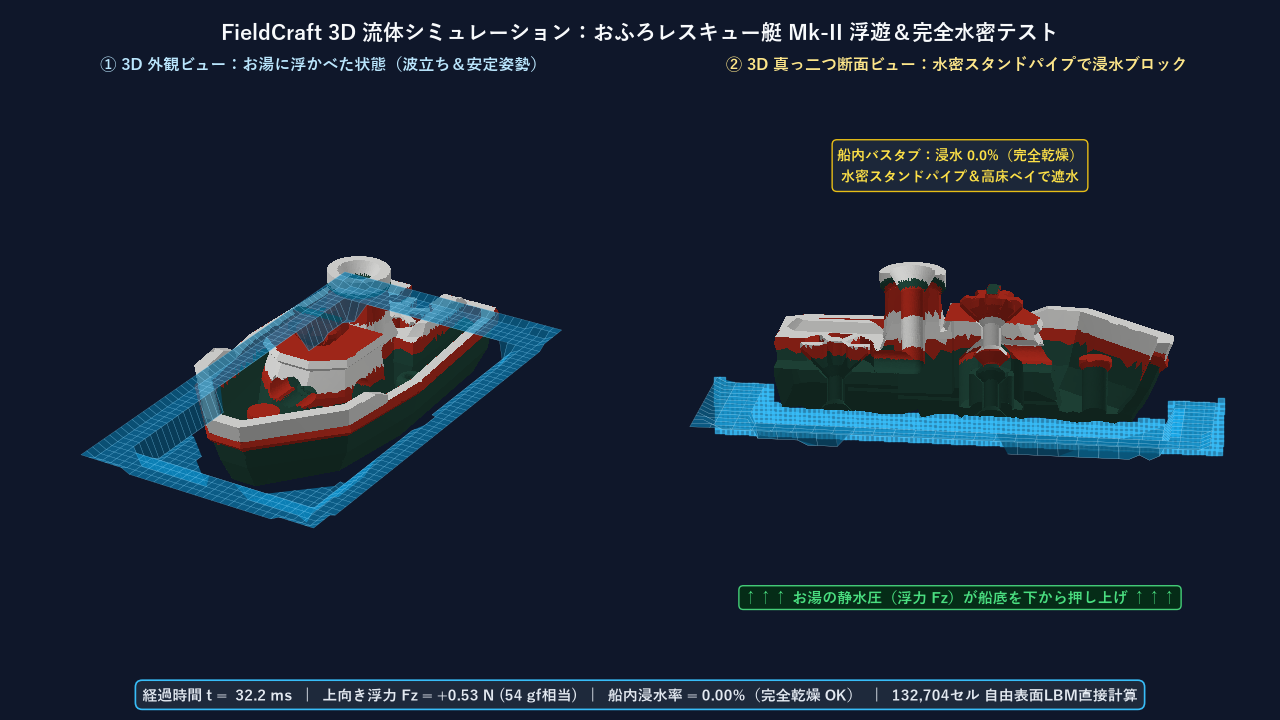 FieldCraft 3D 流体シミュレーション：おふろレスキュー艇 Mk-II 浮遊＆完全水密テスト
① 3D 外観ビュー：お湯に浮かべた状態（波立ち＆安定姿勢）
② 3D 真っ二つ断面ビュー：水密スタンドパイプで浸水ブロック
船内バスタブ：浸水 0.0%（完全乾燥）
水密スタンドパイプ＆高床ベイで遮水
↑ ↑ ↑ お湯の静水圧（浮力 Fz）が船底を下から押し上げ ↑ ↑ ↑
経過時間 t = 32.2 ms ｜ 上向き浮力 Fz = +0.53 N (54 gf相当) ｜ 船内浸水率 = 0.00%（完全乾燥 OK） ｜ 132,704セル 自由表面LBM直接計算